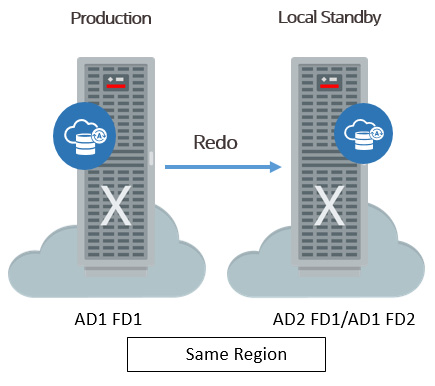 Production
Local Standby
Redo
X
X
AD1 FD1
AD2 FD1/AD1 FD2
Same Region